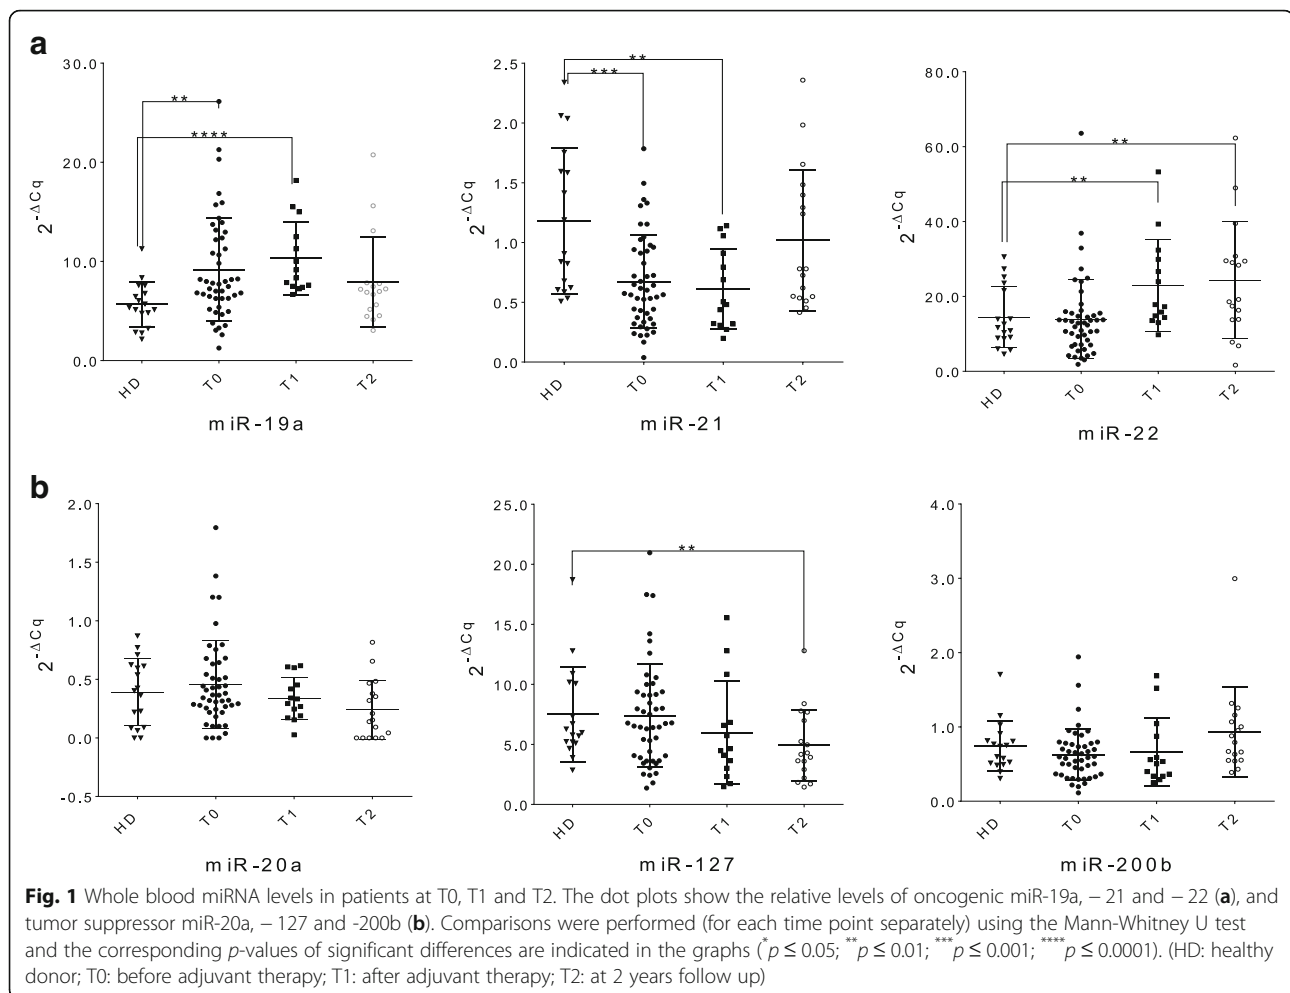 a
30.0
20.0
10.0
0.0
2^-ΔCq
**
****
HD
T0
T1
T2
miR-19a
2.5
2.0
1.5
1.0
0.5
0.0
2^-ΔCq
**
***
HD
T0
T1
T2
miR-21
80.0
60.0
40.0
20.0
0.0
2^-ΔCq
**
**
HD
T0
T1
T2
miR-22
b
2.0
1.5
1.0
0.5
0.0
-0.5
2^-ΔCq
HD
T0
T1
T2
miR-20a
25.0
20.0
15.0
10.0
5.0
0.0
2^-ΔCq
**
HD
T0
T1
T2
miR-127
4.0
3.0
2.0
1.0
0.0
2^-ΔCq
HD
T0
T1
T2
miR-200b
Fig. 1 Whole blood miRNA levels in patients at T0, T1 and T2. The dot plots show the relative levels of oncogenic miR-19a, − 21 and − 22 (a), and
tumor suppressor miR-20a, − 127 and -200b (b). Comparisons were performed (for each time point separately) using the Mann-Whitney U test
and the corresponding p-values of significant differences are indicated in the graphs (*p ≤ 0.05; **p ≤ 0.01; ***p ≤ 0.001; ****p ≤ 0.0001). (HD: healthy
donor; T0: before adjuvant therapy; T1: after adjuvant therapy; T2: at 2 years follow up)